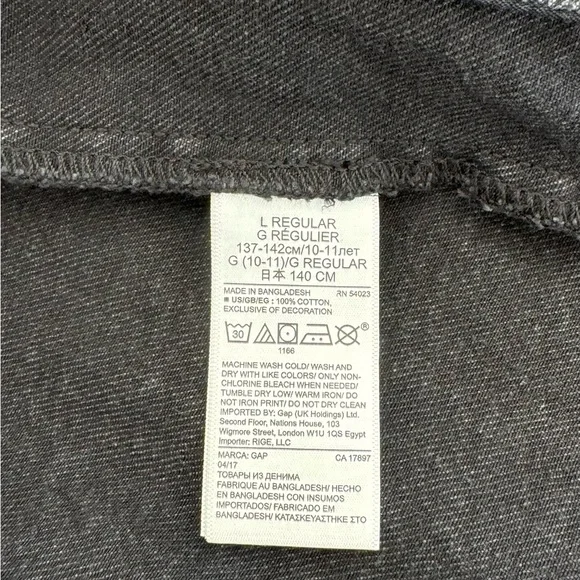 L REGULAR
G RÉGULIER
137-142см/10-11лет
G (10-11)/G REGULAR
日本 140 CM
MADE IN BANGLADESH RN 54023
■ US/GB/EG : 100% COTTON,
EXCLUSIVE OF DECORATION
30 ®
1166
MACHINE WASH COLD/ WASH AND
DRY WITH LIKE COLORS/ ONLY NON-
CHLORINE BLEACH WHEN NEEDED/
TUMBLE DRY LOW/ WARM IRON/ DO
NOT IRON PRINT/ DO NOT DRY CLEAN
IMPORTED BY: Gap (UK Holdings) Ltd.
Second Floor, Nations House, 103
Wigmore Street, London W1U 1QS Egypt
Importer: RIGE, LLC
MARCA: GAP CA 17897
04/17
ТОВАРЫ ИЗ ДЕНИМА
FABRIQUE AU BANGLADESH/ HECHO
EN BANGLADESH CON INSUMOS
IMPORTADOS/ FABRICADO EM
BANGLADESH/ ΚΑΤΑΣΚΕΥΑΣΤΗΚΕ ΣΤΟ